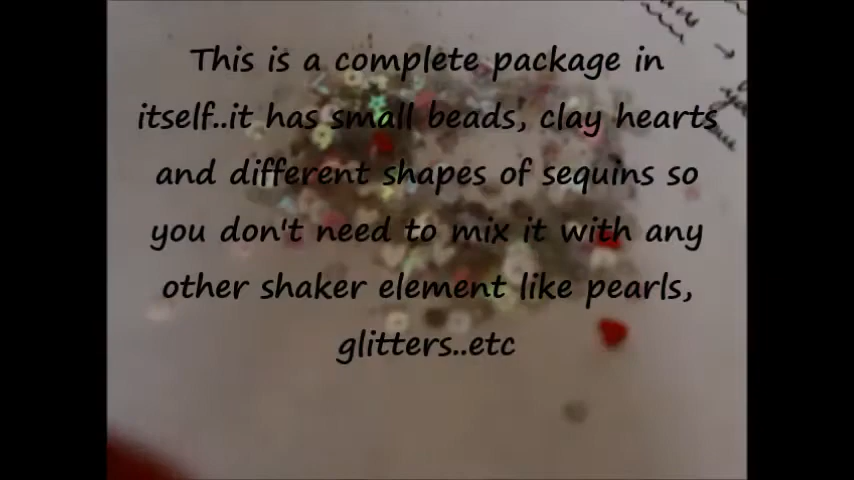 This is a complete package in
itself..it has small beads, clay hearts
and different shapes of sequins so
you don't need to mix it with any
other shaker element like pearls,
glitters..etc